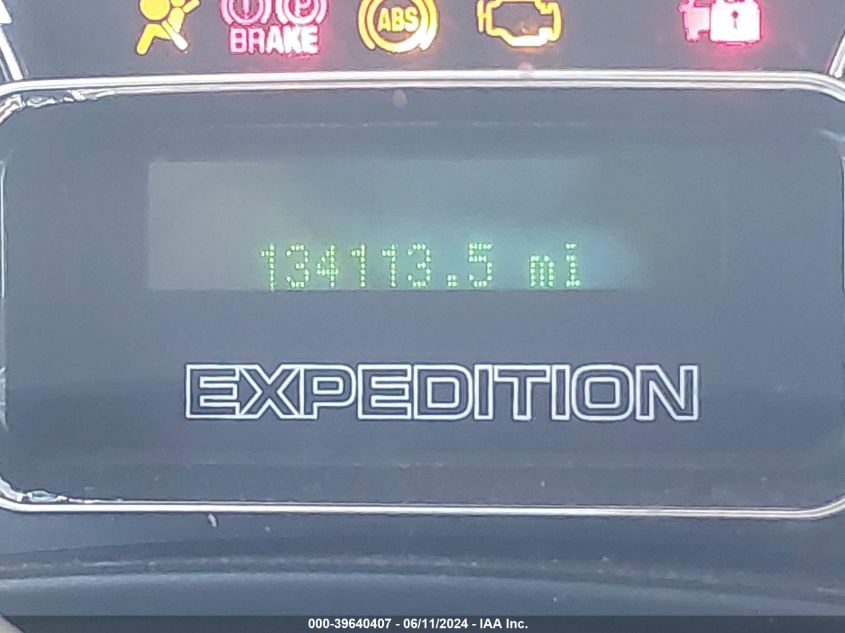 BRAKE ABS
134113.5 mi
EXPEDITION
000-39640407 - 06/11/2024 - IAA Inc.